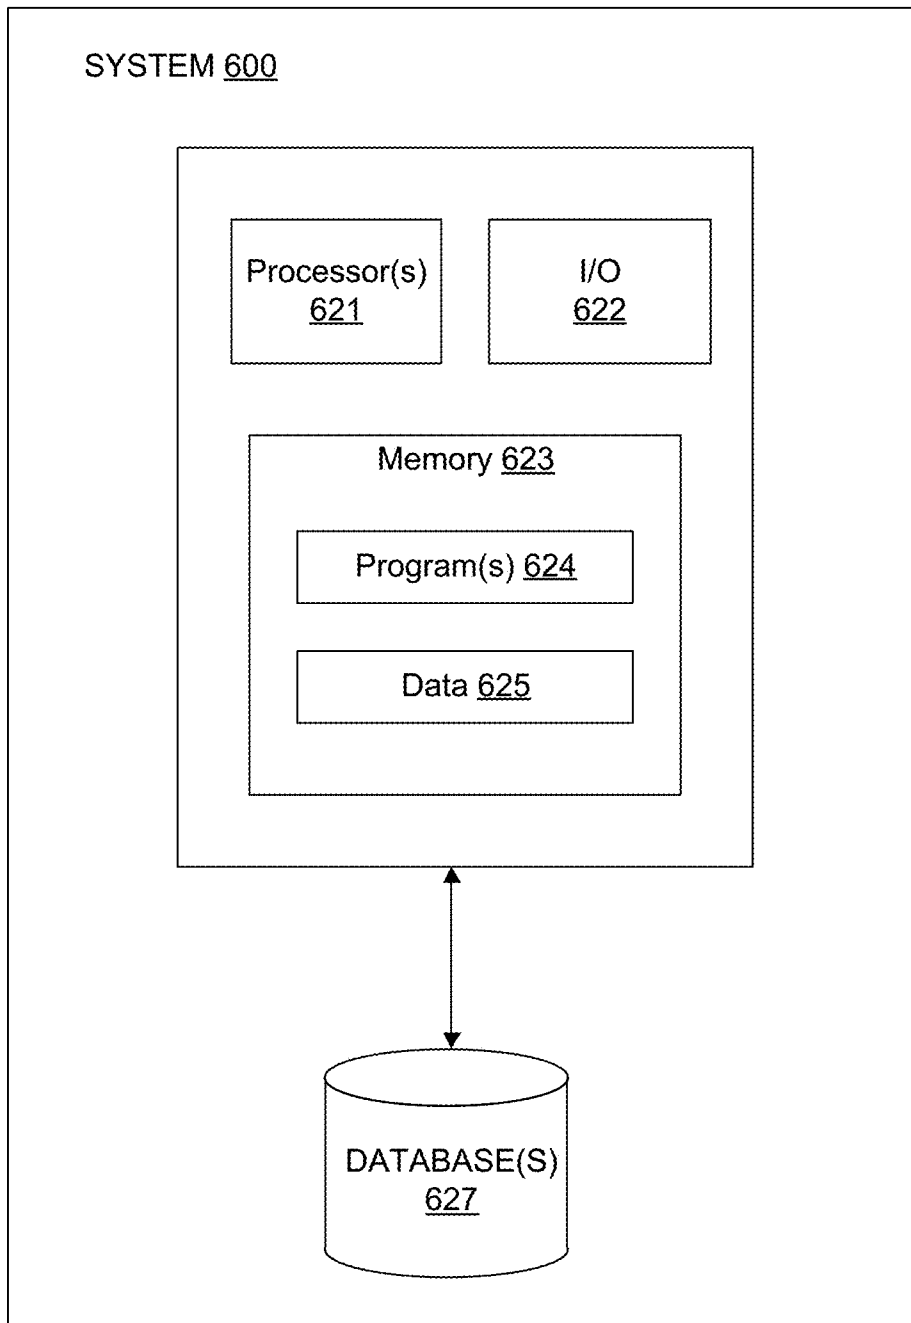 SYSTEM 600
Processor(s)
621
I/O
622
Memory 623
Program(s) 624
Data 625
DATABASE(S)
627